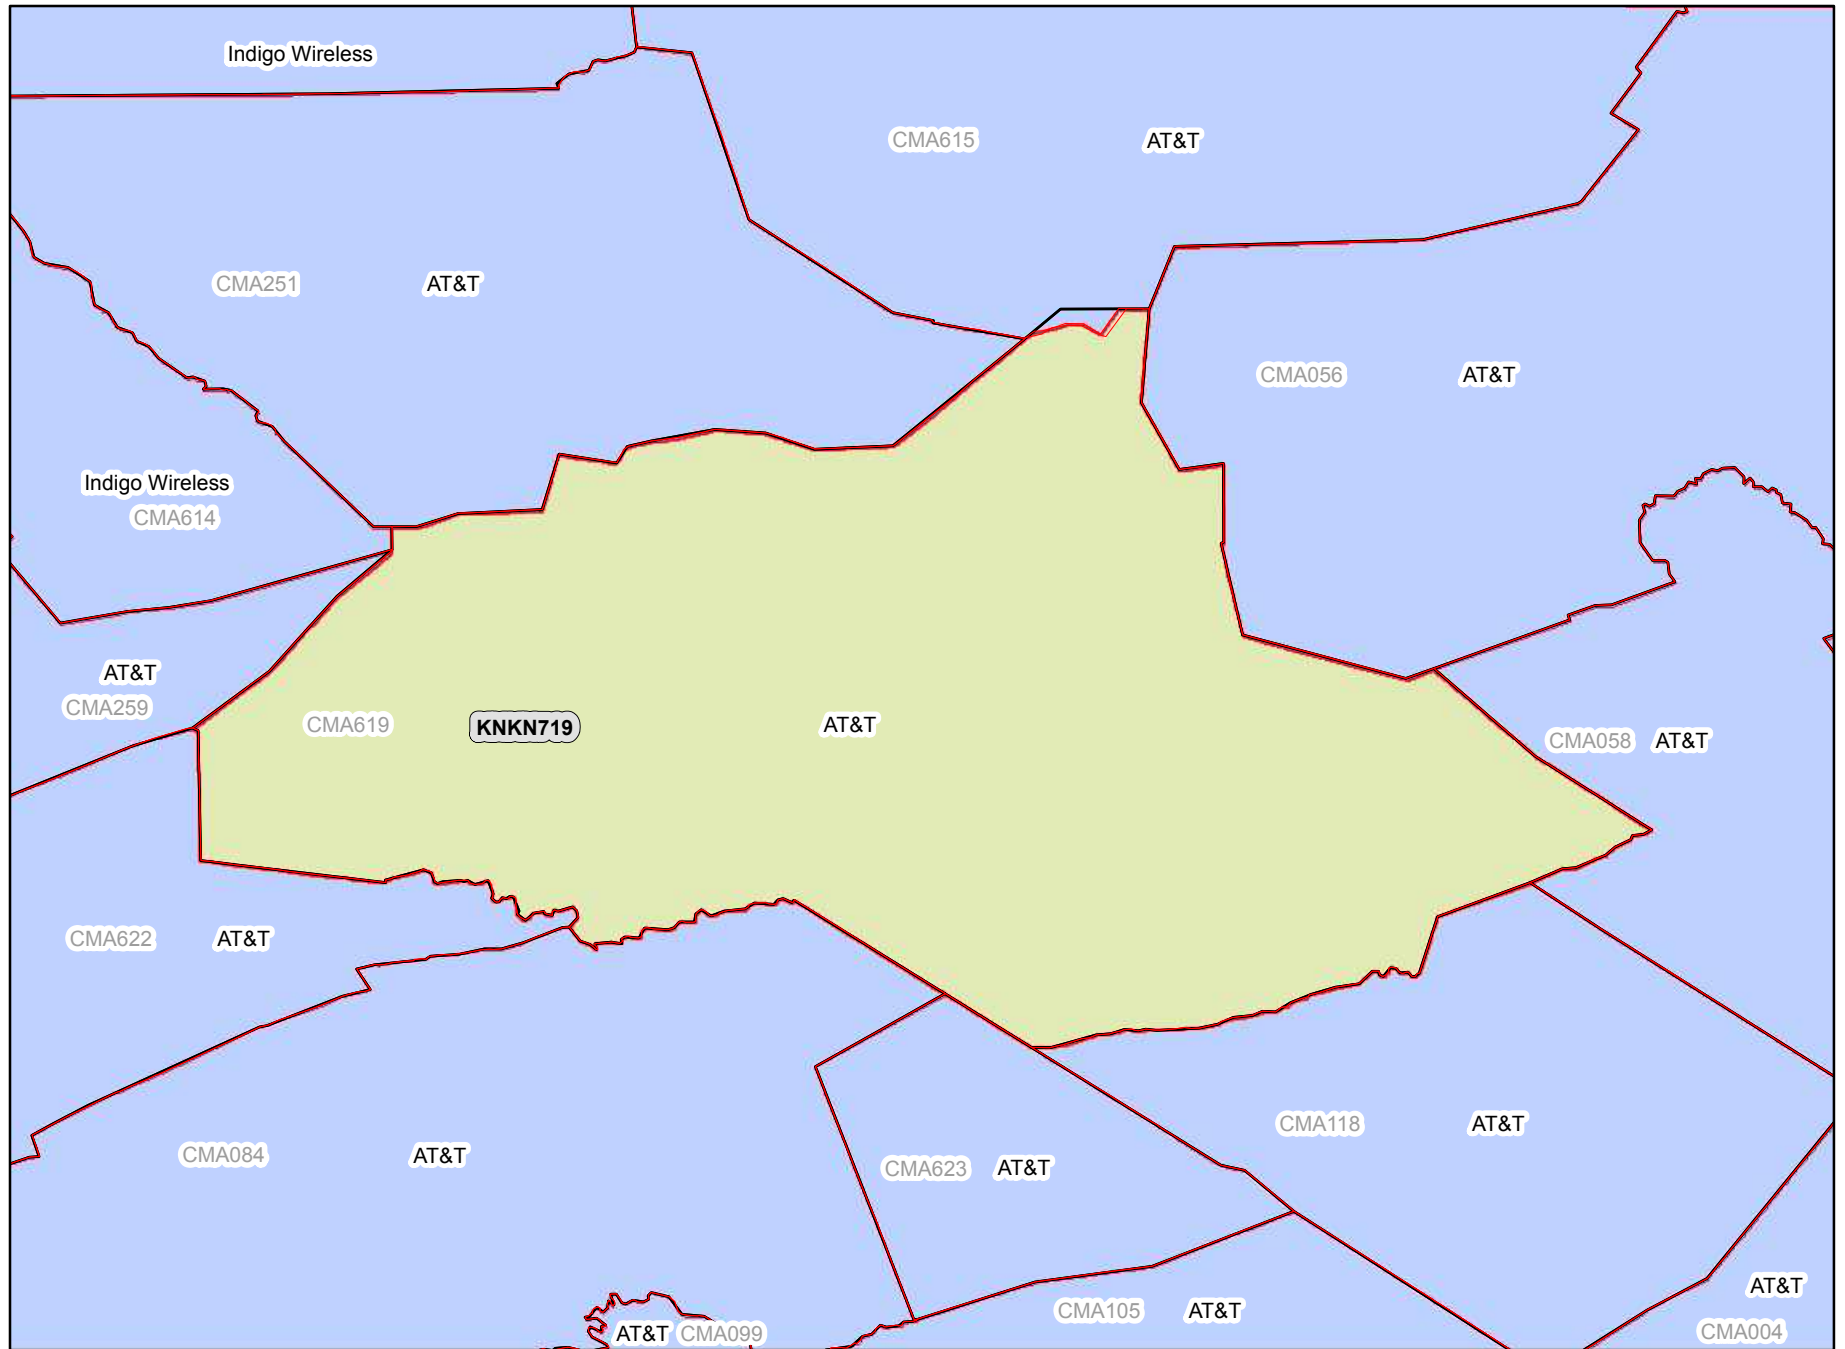 Indigo Wireless
CMA615 AT&T
CMA251 AT&T
CMA056 AT&T
Indigo Wireless
CMA614
AT&T
CMA259
CMA619 KNKN719 AT&T
CMA058 AT&T
CMA622 AT&T
CMA118 AT&T
CMA084 AT&T
CMA623 AT&T
AT&T
CMA004
CMA105 AT&T
AT&T CMA099